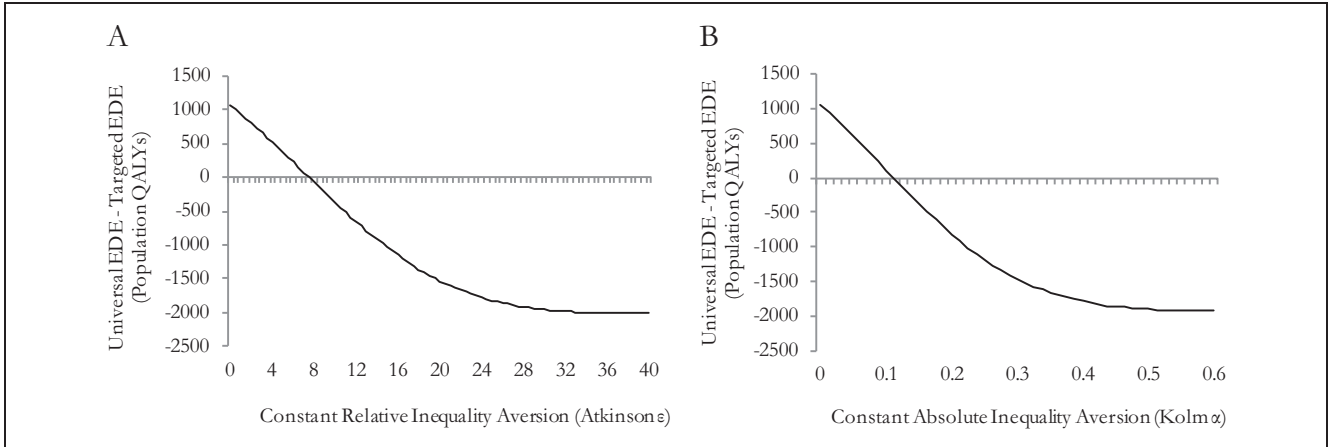 A
Universal EDE - Targeted EDE
(Population QALYs)
1500
1000
500
0
-500
-1000
-1500
-2000
-2500
0 4 8 12 16 20 24 28 32 36 40
Constant Relative Inequality Aversion (Atkinson ε)
B
Universal EDE - Targeted EDE
(Population QALYs)
1500
1000
500
0
-500
-1000
-1500
-2000
-2500
0 0.1 0.2 0.3 0.4 0.5 0.6
Constant Absolute Inequality Aversion (Kolm α)